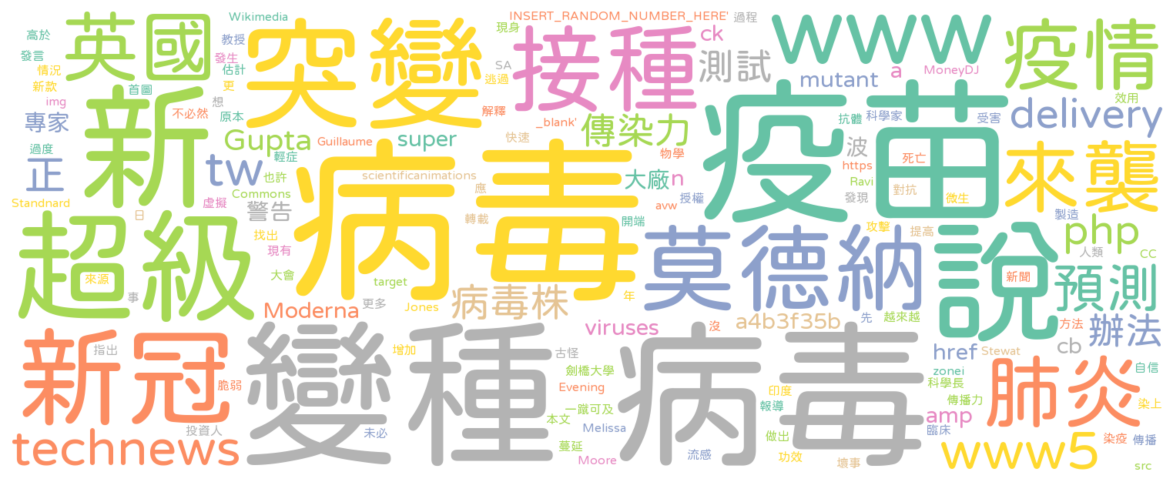 英國
突變
接種
www
疫情
新
病毒
疫苗
來襲
超級
莫德納
說
預測
新冠
變種
病毒
肺炎
technews
www5
高於
Wikimedia
INSERT_RANDOM_NUMBER_HERE'
過程
現身
ck
教授
發言
發生
情況
估計
新款
更
首圖
img
不必然
想
原本
SA
逃過
測試
mutant
a
MoneyDJ
效用
delivery
專家
正
Gupta
Guillaume
super
解釋
_blank'
快速
傳染力
物學
抗體
科學家
受害
波
https
死亡
過度
輕症
tw
也許
scientificanimations
大廠
n
Ravi
對抗
微生
Standnard
Commons
虛擬
警告
應
授權
avw
發現
日
轉載
開端
攻擊
提高
製造
php
CC
人類
找出
現有
來源
大會
target
年
新聞
事
更多
Jones
Moderna
病毒株
先
越來越
方法
辦法
viruses
沒
a4b3f35b
cb
指出
增加
古怪
href
Stewat
自信
zonei
脆弱
劍橋大學
Evening
印度
科學長
傳播力
染上
報導
amp
一蹴可及
本文
臨床
投資人
未必
Melissa
做出
蔓延
染疫
傳播
Moore
流感
功效
壞事
src